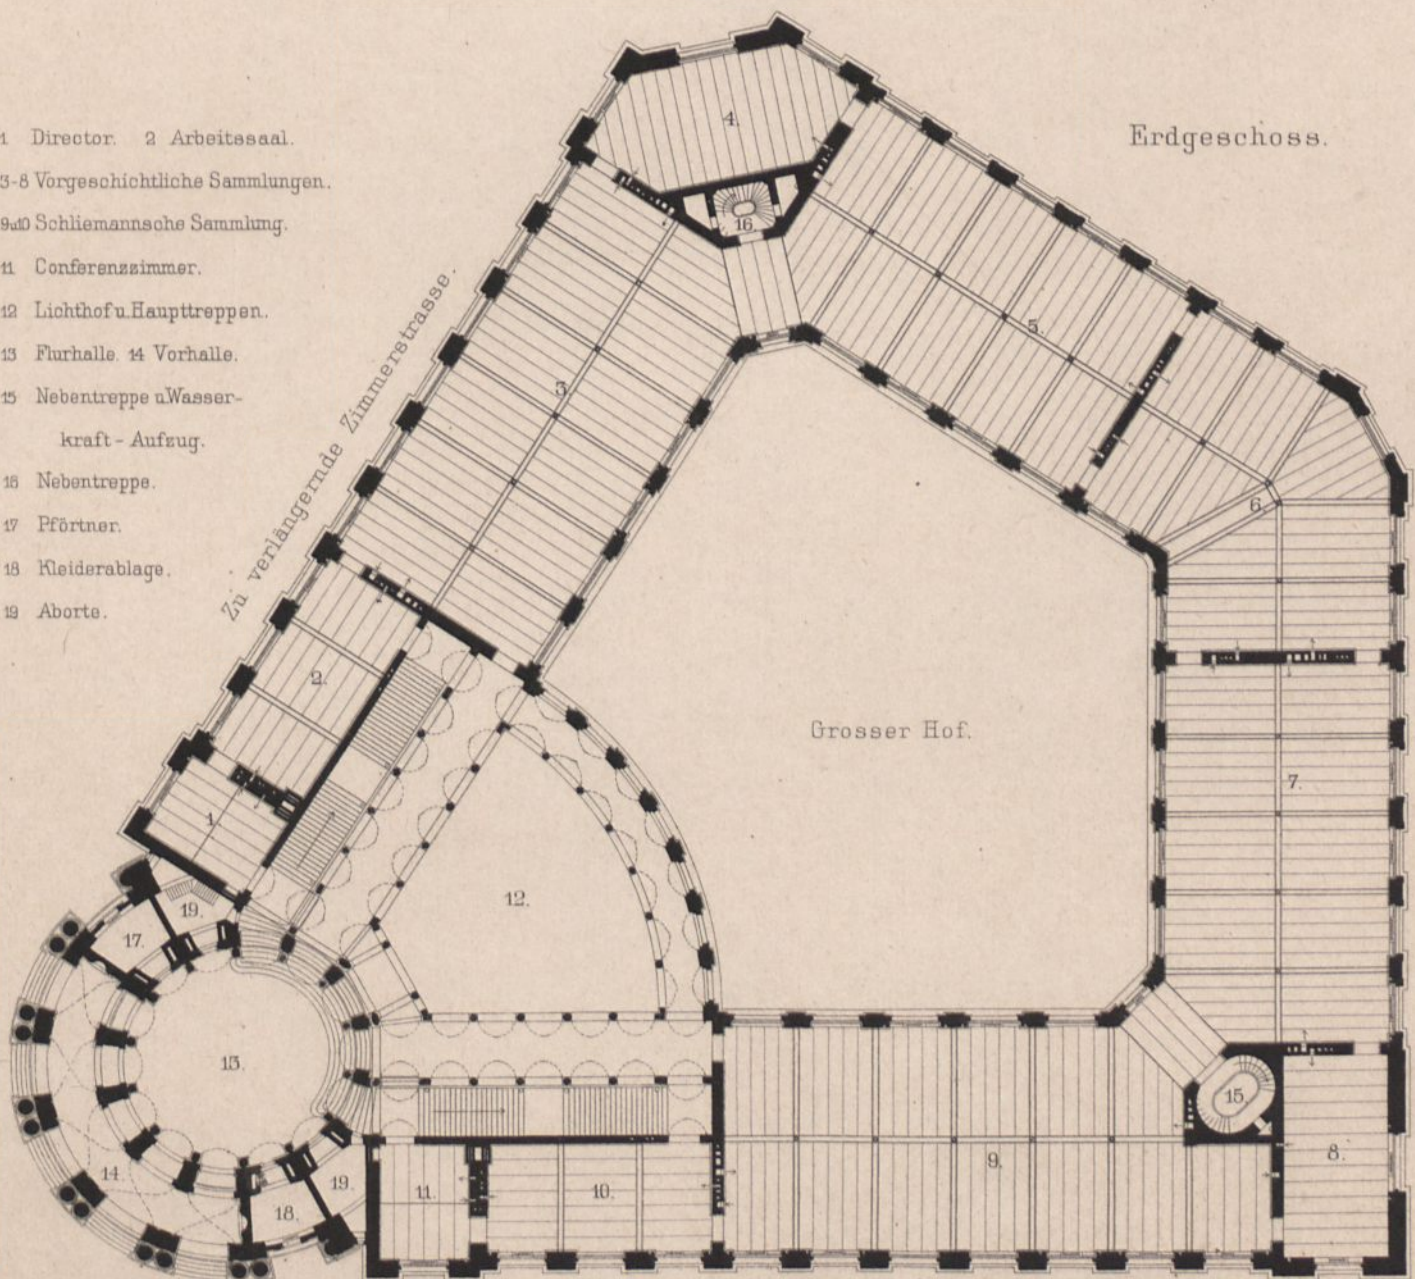 1 Director. 2 Arbeitssaal.
3-8 Vorgeschichtliche Sammlungen.
9u10 Schliemannsche Sammlung.
11 Conferenzzimmer.
12 Lichthof u. Haupttreppen.
13 Flurhalle. 14 Vorhalle.
15 Nebentreppe u. Wasser-
kraft - Aufzug.
16 Nebentreppe.
17 Pförtner.
18 Kleiderablage.
19 Aborte.
Erdgeschoss.
Zu verlängernde Zimmerstrasse.
Grosser Hof.
4.
16.
5.
3.
6.
2.
7.
1.
12.
19.
17.
13.
15.
14.
9.
8.
11.
10.
19.
18.